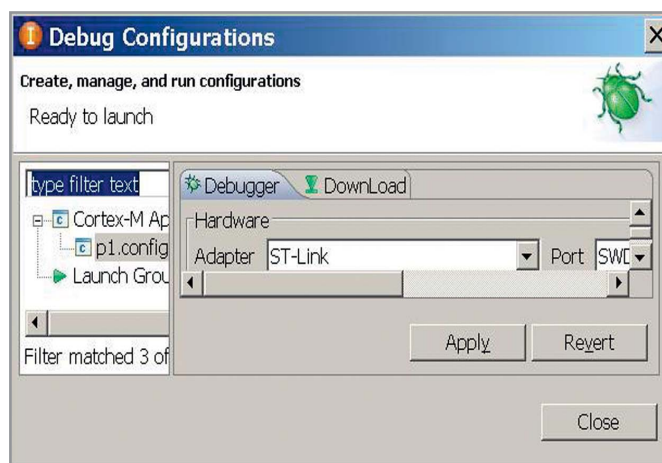 Debug Configurations
Create, manage, and run configurations
Ready to launch
type filter text
Debugger
DownLoad
Cortex-M Ap
Hardware
p1.config
Adapter ST-Link Port SWD
Launch Grou
Apply
Revert
Filter matched 3 of
Close